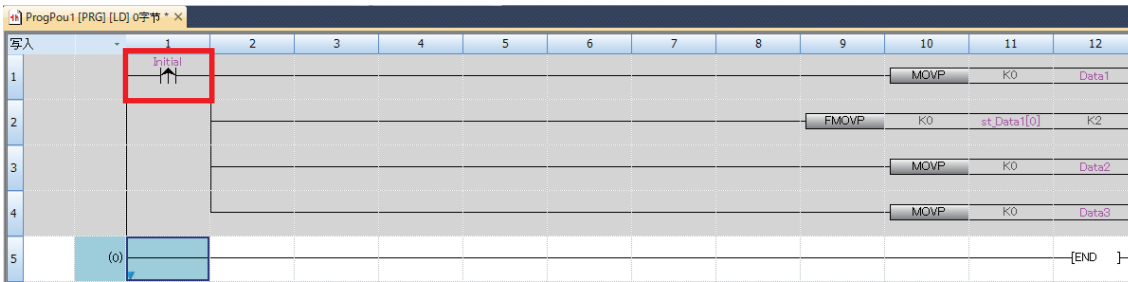 ProgPou1 [PRG] [LD] 0字节 * ×
写入 1 2 3 4 5 6 7 8 9 10 11 12
Initial
1 MOVP K0 Data1
2 FMOVP K0 st_Data1[0] K2
3 MOVP K0 Data2
4 MOVP K0 Data3
5 (0) [END ]